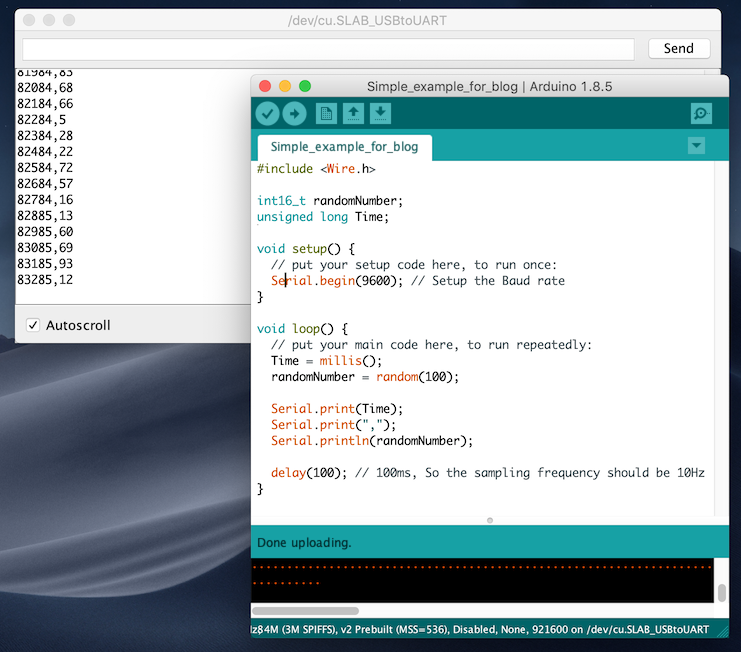 /dev/cu.SLAB_USBtoUART
Send
81984,83
82084,68
82184,66
82284,5
82384,28
82484,22
82584,72
82684,57
82784,16
82885,13
82985,60
83085,69
83185,93
83285,12
Autoscroll
Simple_example_for_blog | Arduino 1.8.5
Simple_example_for_blog
#include <Wire.h>
int16_t randomNumber;
unsigned long Time;
void setup() {
// put your setup code here, to run once:
Serial.begin(9600); // Setup the Baud rate
}
void loop() {
// put your main code here, to run repeatedly:
Time = millis();
randomNumber = random(100);
Serial.print(Time);
Serial.print(",");
Serial.println(randomNumber);
delay(100); // 100ms, So the sampling frequency should be 10Hz
}
Done uploading.
4M (3M SPIFFS), v2 Prebuilt (MSS=536), Disabled, None, 921600 on /dev/cu.SLAB_USBtoUART